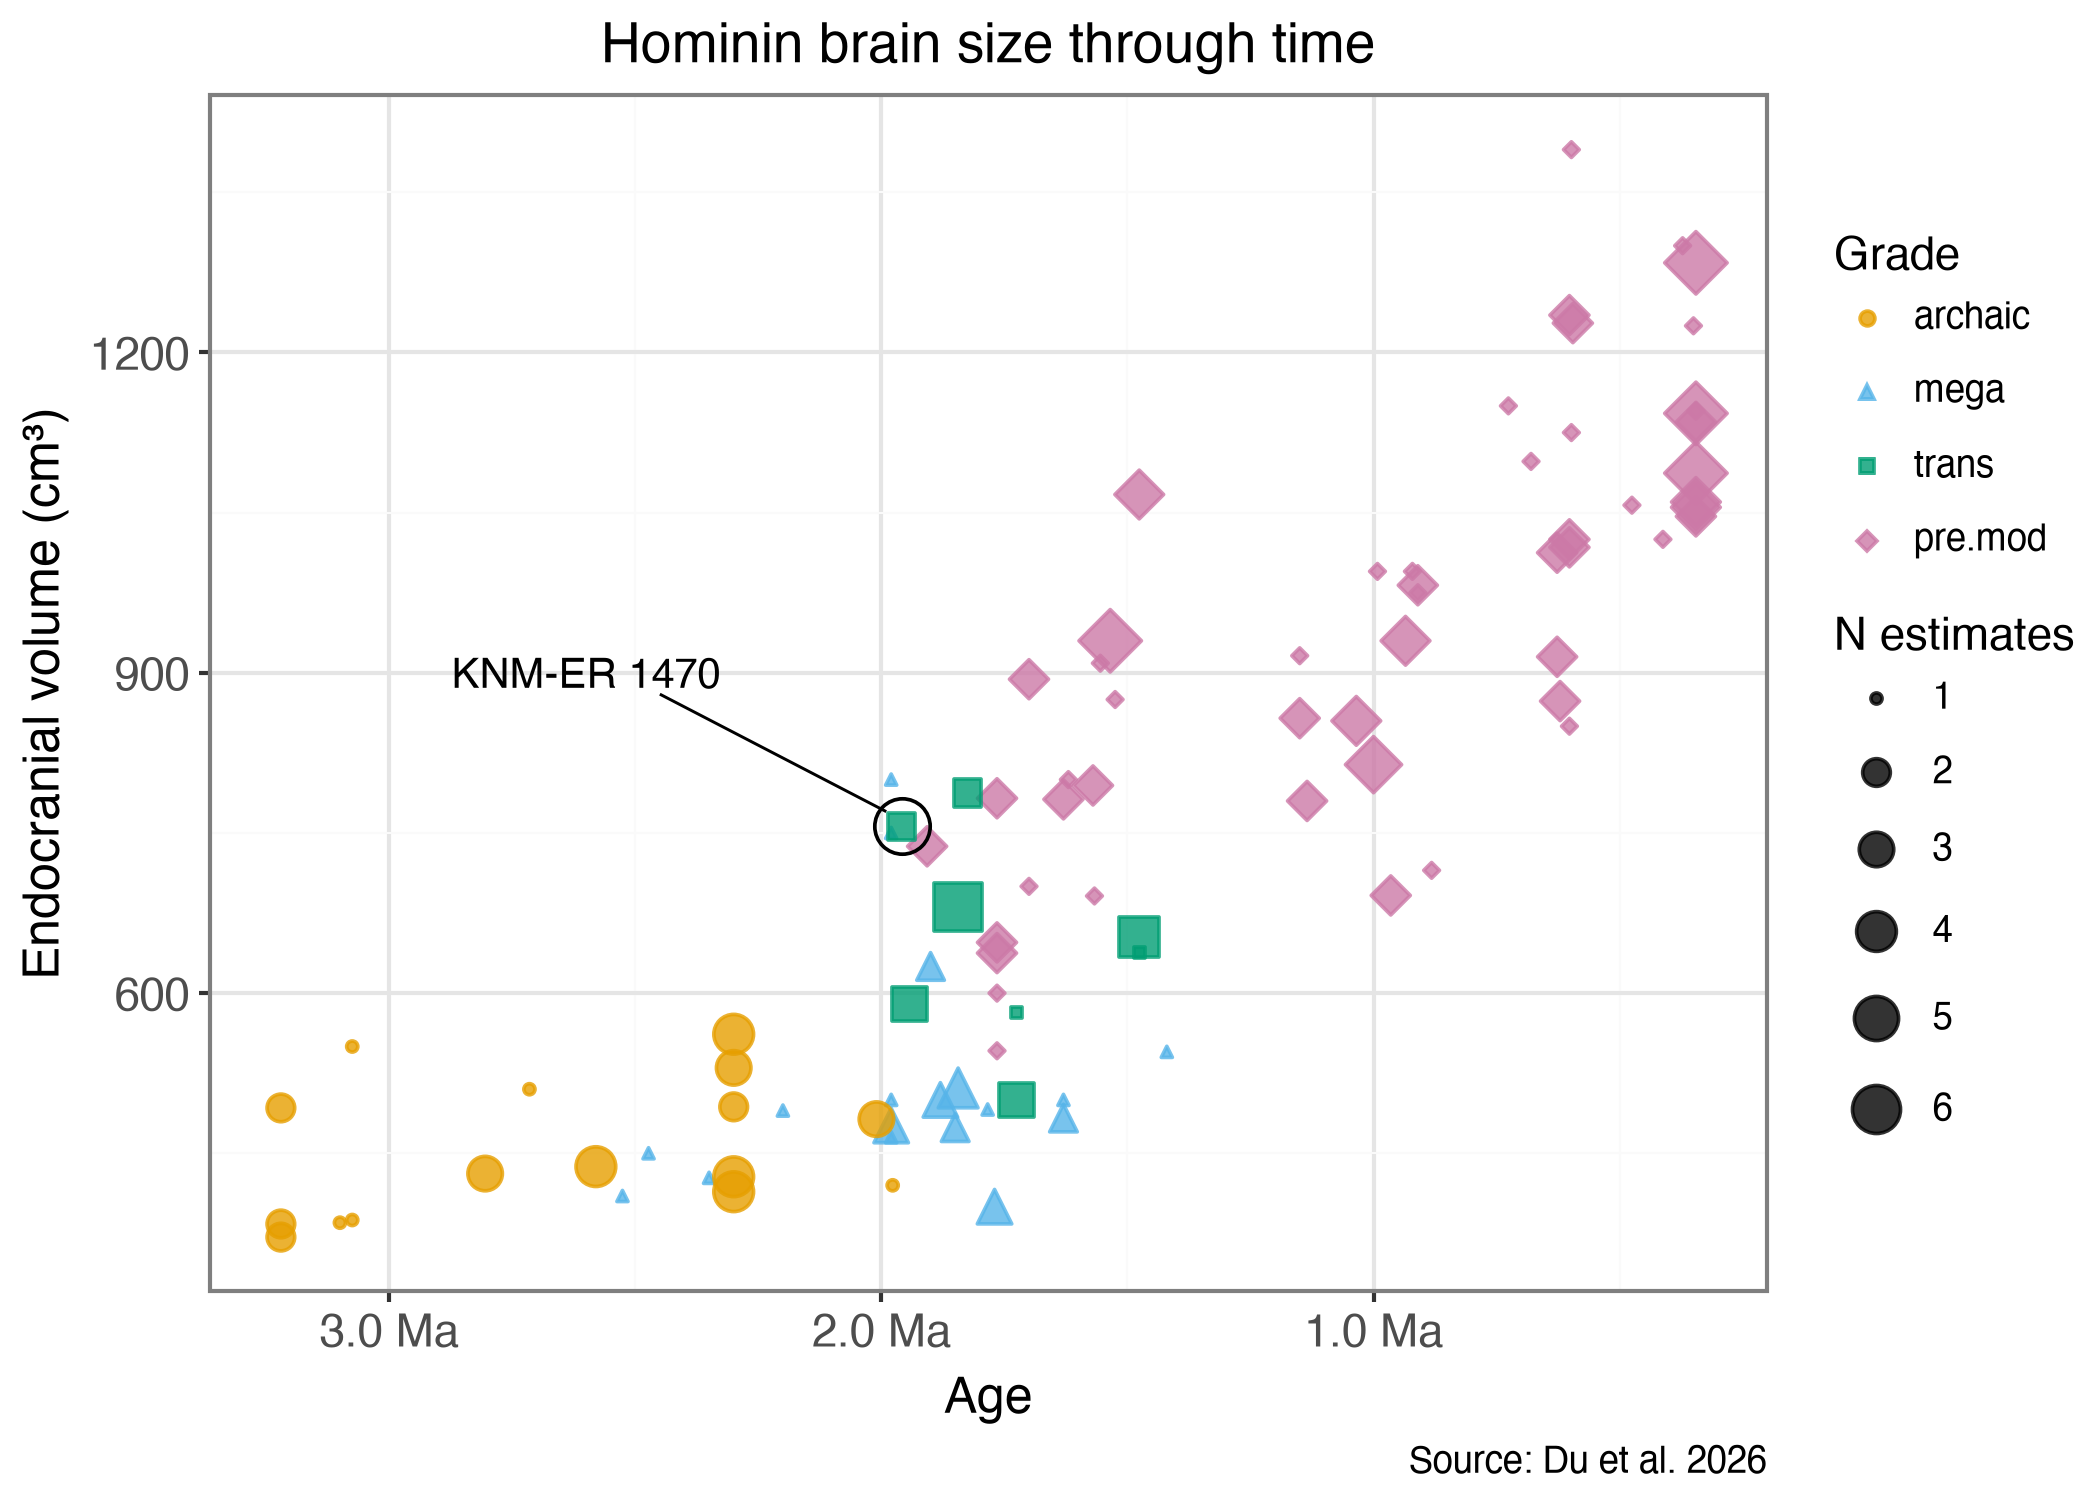 Hominin brain size through time
Endocranial volume (cm³)
1200
900
600
KNM-ER 1470
3.0 Ma
2.0 Ma
1.0 Ma
Age
Grade
archaic
mega
trans
pre.mod
N estimates
1
2
3
4
5
6
Source: Du et al. 2026